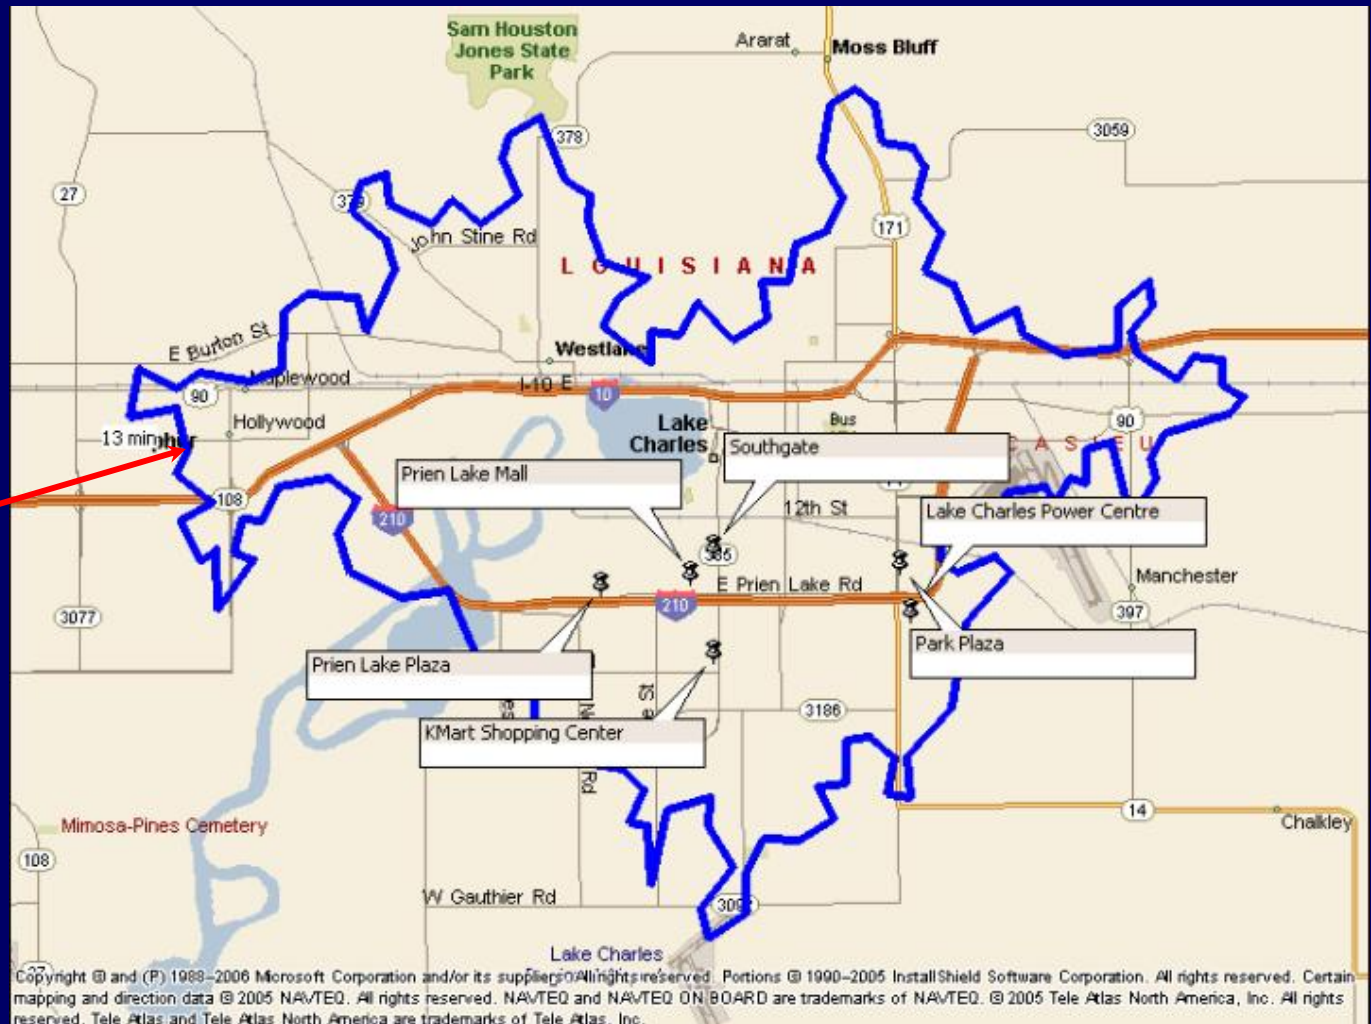 Sam Houston
Jones State
Park
Ararat
Moss Bluff
378
3059
27
379
John Stine Rd
171
LOUISIANA
E Burton St
Westlake
Maplewood
I-10 E
90
10
Hollywood
Lake
Charles
Bus
90
13 min
Southgate
CASIEU
Prien Lake Mall
108
12th St
Lake Charles Power Centre
210
385
Manchester
E Prien Lake Rd
210
397
3077
Park Plaza
Prien Lake Plaza
3186
KMart Shopping Center
Rd
14
Mimosa-Pines Cemetery
Chalkley
108
W Gauthier Rd
3092
Lake Charles
27
Copyright © and (P) 1988–2006 Microsoft Corporation and/or its suppliers. All rights reserved. Portions © 1990–2005 InstallShield Software Corporation. All rights reserved. Certain
mapping and direction data © 2005 NAVTEQ. All rights reserved. NAVTEQ and NAVTEQ ON BOARD are trademarks of NAVTEQ. © 2005 Tele Atlas North America, Inc. All rights
reserved. Tele Atlas and Tele Atlas North America are trademarks of Tele Atlas, Inc.